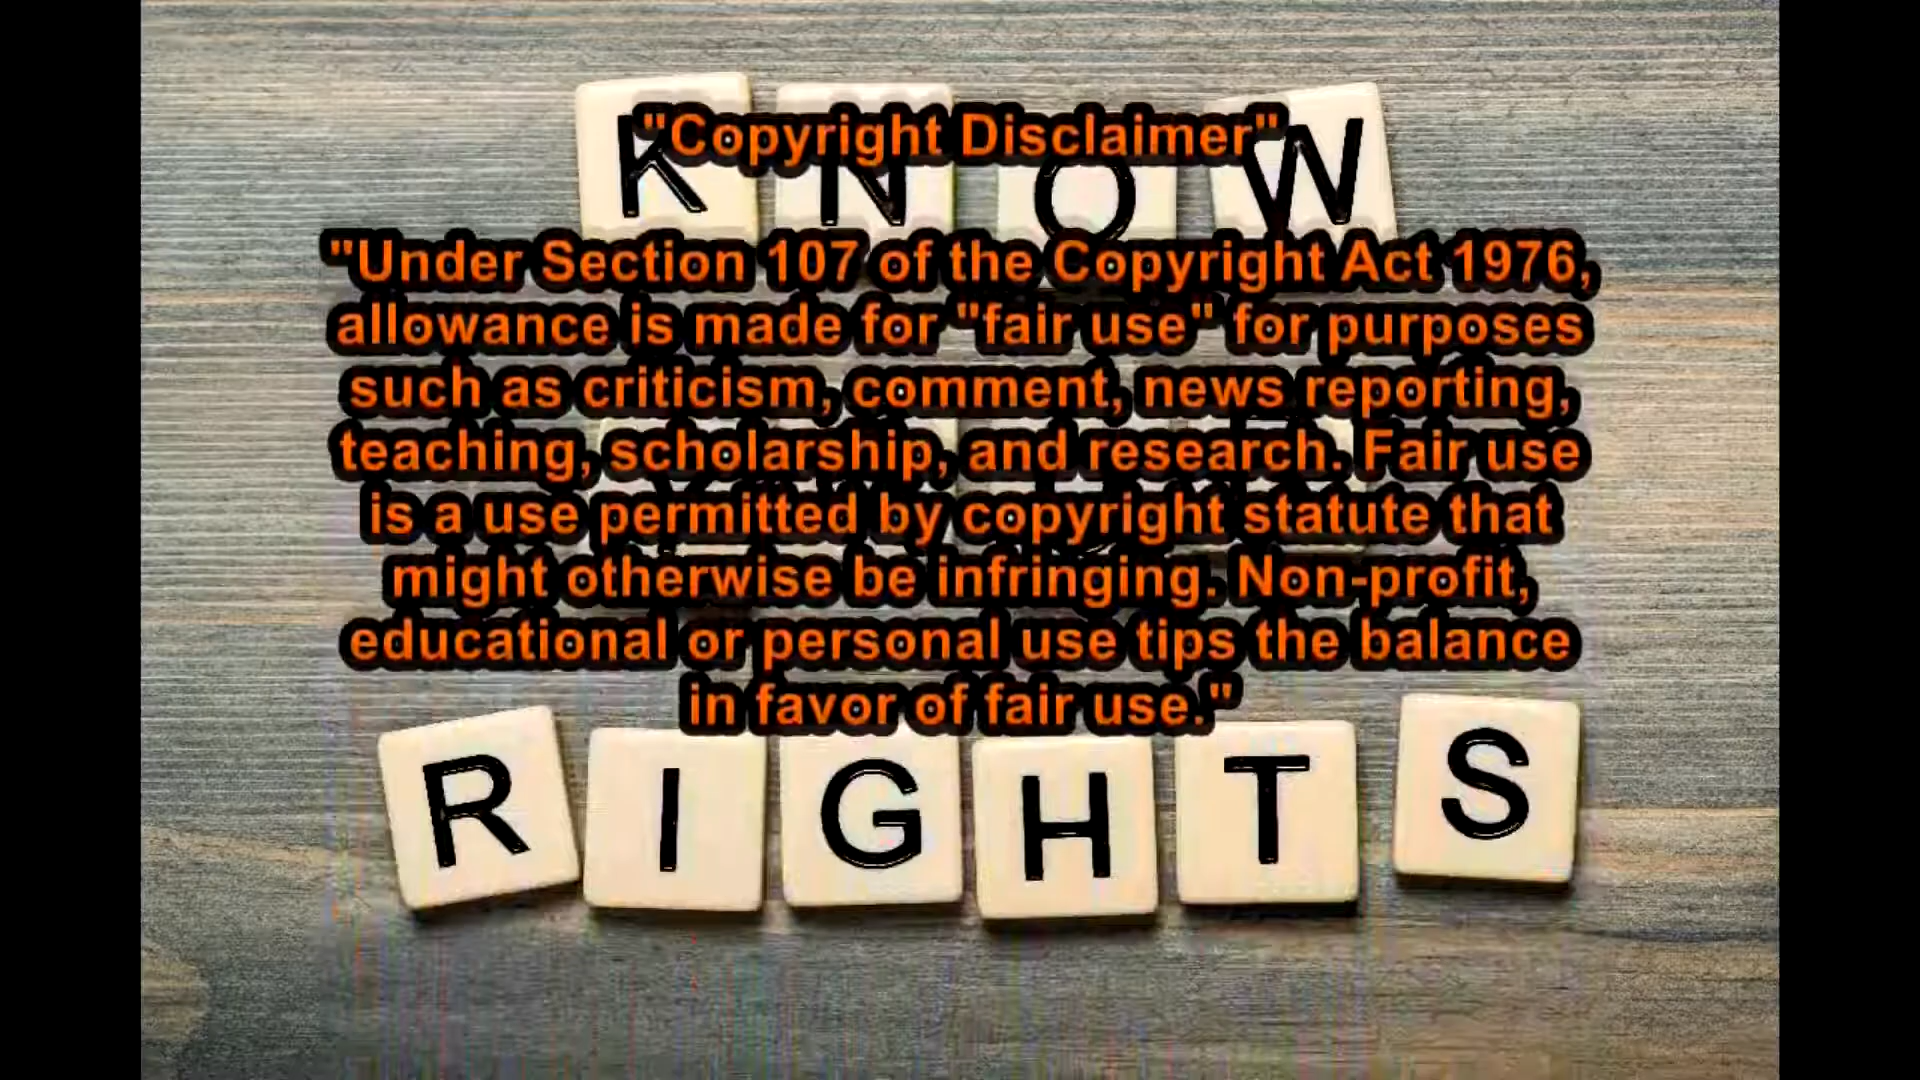 "Copyright Disclaimer"
KNOW
"Under Section 107 of the Copyright Act 1976,
allowance is made for "fair use" for purposes
such as criticism, comment, news reporting,
teaching, scholarship, and research. Fair use
is a use permitted by copyright statute that
might otherwise be infringing. Non-profit,
educational or personal use tips the balance
in favor of fair use."
RIGHTS